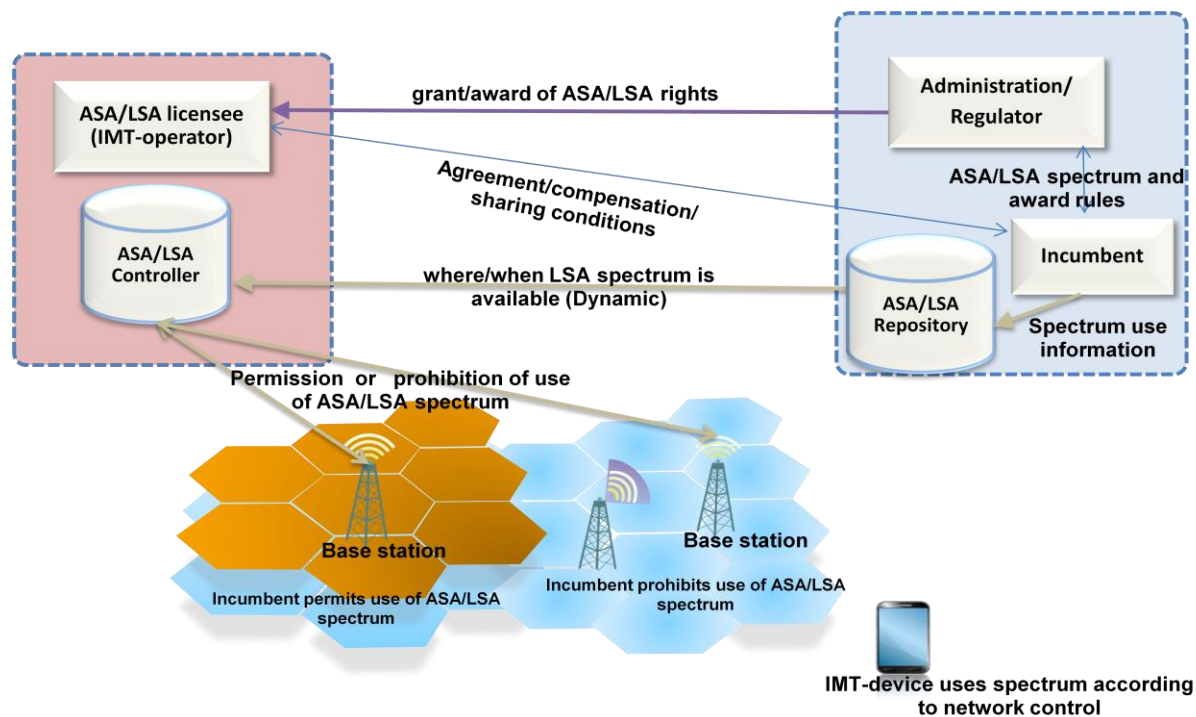 ASA/LSA licensee
(IMT-operator)
grant/award of ASA/LSA rights
Administration/
Regulator
Agreement/compensation/
sharing conditions
ASA/LSA spectrum and
award rules
ASA/LSA
Controller
where/when LSA spectrum is
available (Dynamic)
Incumbent
ASA/LSA
Repository
Spectrum use
information
Permission or prohibition of use
of ASA/LSA spectrum
Base station
Base station
Incumbent permits use of ASA/LSA
spectrum
Incumbent prohibits use of ASA/LSA
spectrum
IMT-device uses spectrum according
to network control